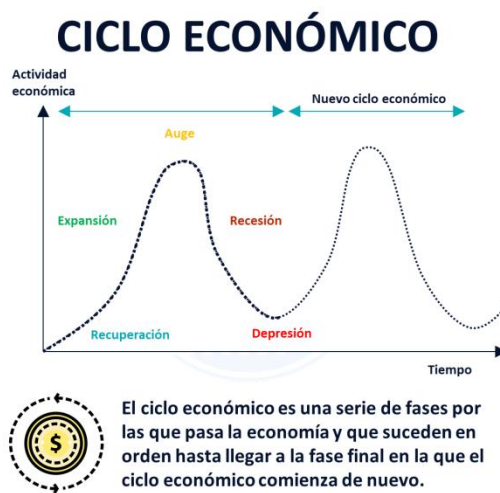 CICLO ECONÓMICO
Actividad
económica
Nuevo ciclo económico
Auge
Expansión
Recesión
Recuperación
Depresión
Tiempo
$
El ciclo económico es una serie de fases por
las que pasa la economía y que suceden en
orden hasta llegar a la fase final en la que el
ciclo económico comienza de nuevo.